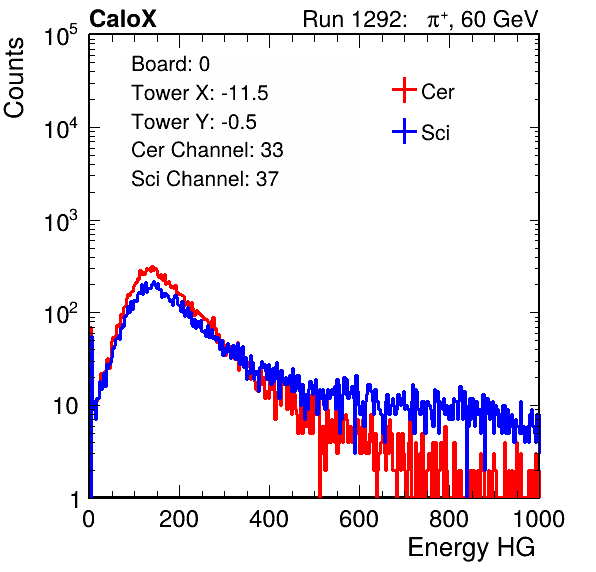 CaloX Run 1292: π⁺, 60 GeV
Counts
10⁵
10⁴
10³
10²
10
1
Board: 0
Tower X: -11.5
Tower Y: -0.5
Cer Channel: 33
Sci Channel: 37
Cer
Sci
0 200 400 600 800 1000
Energy HG